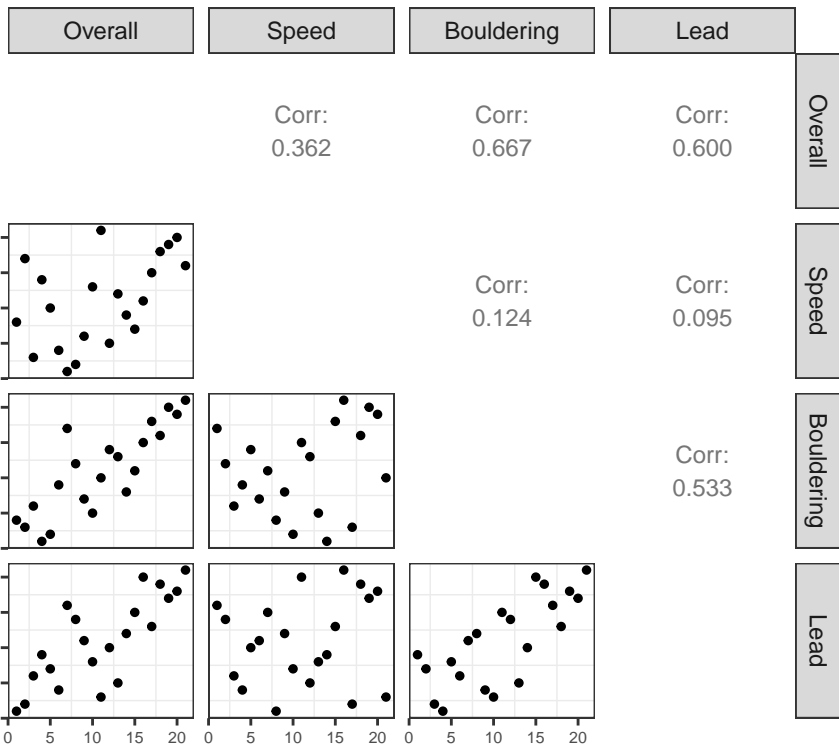 Overall Speed Bouldering Lead
Corr: Corr: Corr:
0.362 0.667 0.600
Overall
Corr: Corr:
0.124 0.095
Speed
Corr:
0.533
Bouldering
Lead
0 5 10 15 20 0 5 10 15 20 0 5 10 15 20